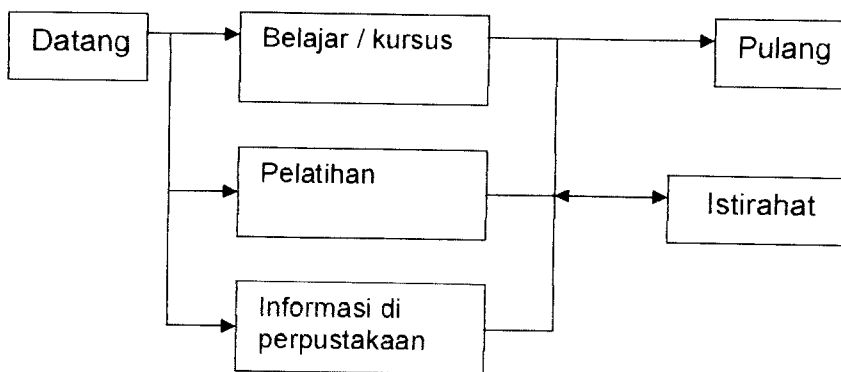 Datang
Belajar / kursus
Pulang
Pelatihan
Istirahat
Informasi di
perpustakaan